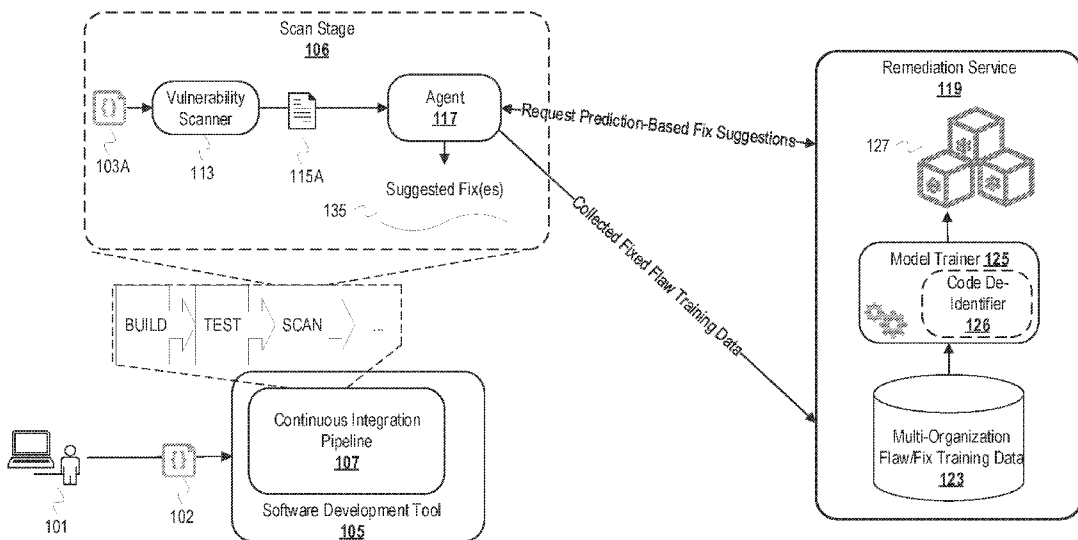 Scan Stage
106
103A
Vulnerability
Scanner
113
115A
Agent
117
Suggested Fix(es)
135
Request Prediction-Based Fix Suggestions
Collected Fixed Flaw Training Data
Remediation Service
119
127
Model Trainer 125
Code De-
Identifier
126
Multi-Organization
Flaw/Fix Training Data
123
BUILD
TEST
SCAN
...
Continuous Integration
Pipeline
107
Software Development Tool
105
101
102